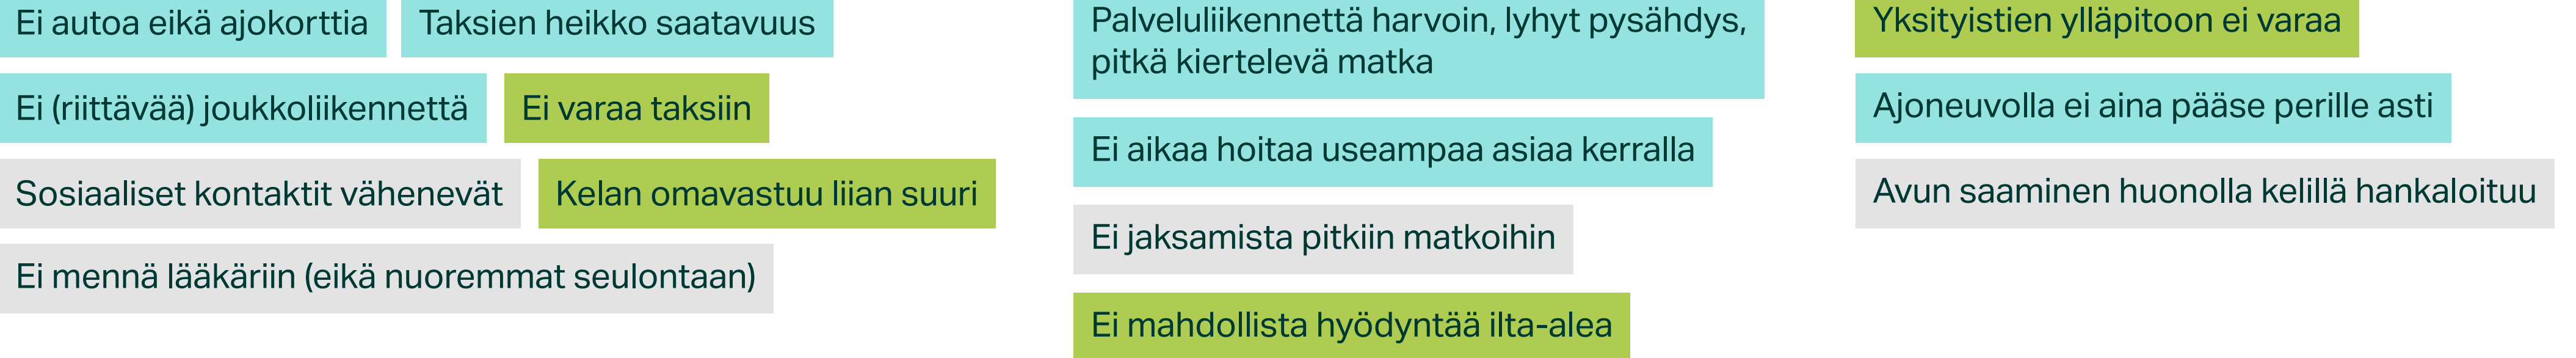 Ei autoa eikä ajokorttia
Taksien heikko saatavuus
Ei (riittävää) joukkoliikennettä
Ei varaa taksiin
Sosiaaliset kontaktit vähenevät
Kelan omavastuu liian suuri
Ei mennä lääkäriin (eikä nuoremmat seulontaan)
Palveluliikennettä harvoin, lyhyt pysähdys,
pitkä kiertelevä matka
Ei aikaa hoitaa useampaa asiaa kerralla
Ei jaksamista pitkiin matkoihin
Ei mahdollista hyödyntää ilta-alea
Yksityistien ylläpitoon ei varaa
Ajoneuvolla ei aina pääse perille asti
Avun saaminen huonolla kelillä hankaloituu